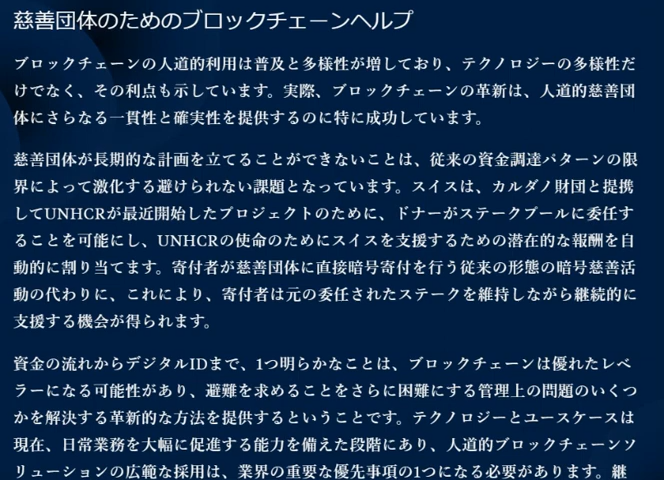 慈善団体のためのブロックチェーンヘルプ
ブロックチェーンの人道的利用は普及と多様性が増しており、テクノロジーの多様性だ
けでなく、その利点も示しています。実際、ブロックチェーンの革新は、人道的慈善団
体にさらなる一貫性と確実性を提供するのに特に成功しています。
慈善団体が長期的な計画を立てることができないことは、従来の資金調達パターンの限
界によって激化する避けられない課題となっています。スイスは、カルダノ財団と提携
してUNHCRが最近開始したプロジェクトのために、ドナーがステークプールに委任す
ることを可能にし、UNHCRの使命のためにスイスを支援するための潜在的な報酬を自
動的に割り当てます。寄付者が慈善団体に直接暗号寄付を行う従来の形態の暗号慈善活
動の代わりに、これにより、寄付者は元の委任されたステークを維持しながら継続的に
支援する機会が得られます。
資金の流れからデジタルIDまで、1つ明らかなことは、ブロックチェーンは優れたレベ
ラーになる可能性があり、避難を求めることをさらに困難にする管理上の問題のいくつ
かを解決する革新的な方法を提供するということです。テクノロジーとユースケースは
現在、日常業務を大幅に促進する能力を備えた段階にあり、人道的ブロックチェーンソ
リューションの広範な採用は、業界の重要な優先事項の1つになる必要があります。継